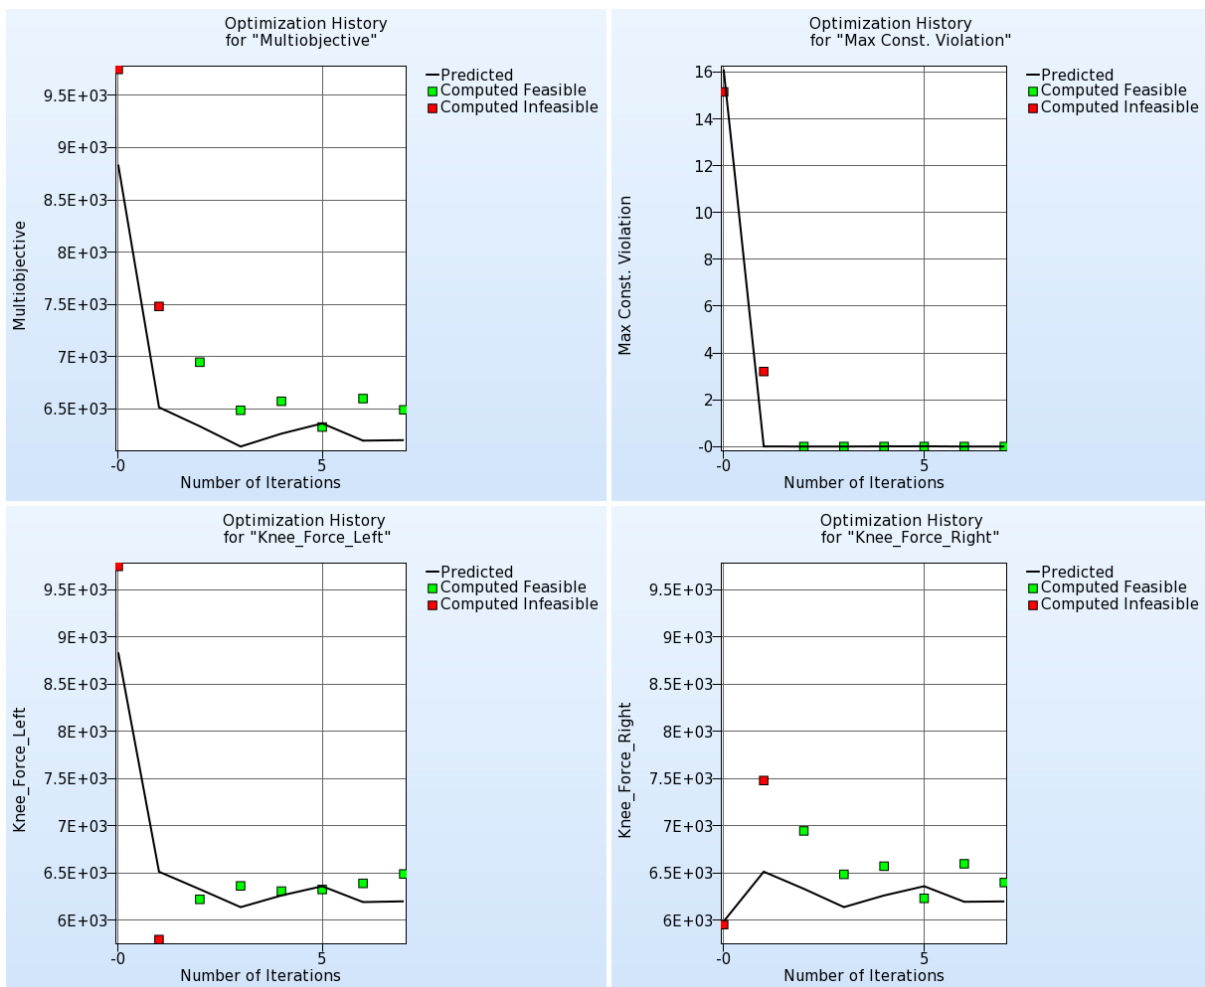 Optimization History
for "Multiobjective"
Predicted
Computed Feasible
Computed Infeasible
9.5E+03
9E+03
8.5E+03
8E+03
7.5E+03
7E+03
6.5E+03
Multiobjective
-0
5
Number of Iterations
Optimization History
for "Max Const. Violation"
Predicted
Computed Feasible
Computed Infeasible
16
14
12
10
8
6
4
2
-0
Max Const. Violation
-0
5
Number of Iterations
Optimization History
for "Knee_Force_Left"
Predicted
Computed Feasible
Computed Infeasible
9.5E+03
9E+03
8.5E+03
8E+03
7.5E+03
7E+03
6.5E+03
6E+03
Knee_Force_Left
-0
5
Number of Iterations
Optimization History
for "Knee_Force_Right"
Predicted
Computed Feasible
Computed Infeasible
9.5E+03
9E+03
8.5E+03
8E+03
7.5E+03
7E+03
6.5E+03
6E+03
Knee_Force_Right
-0
5
Number of Iterations